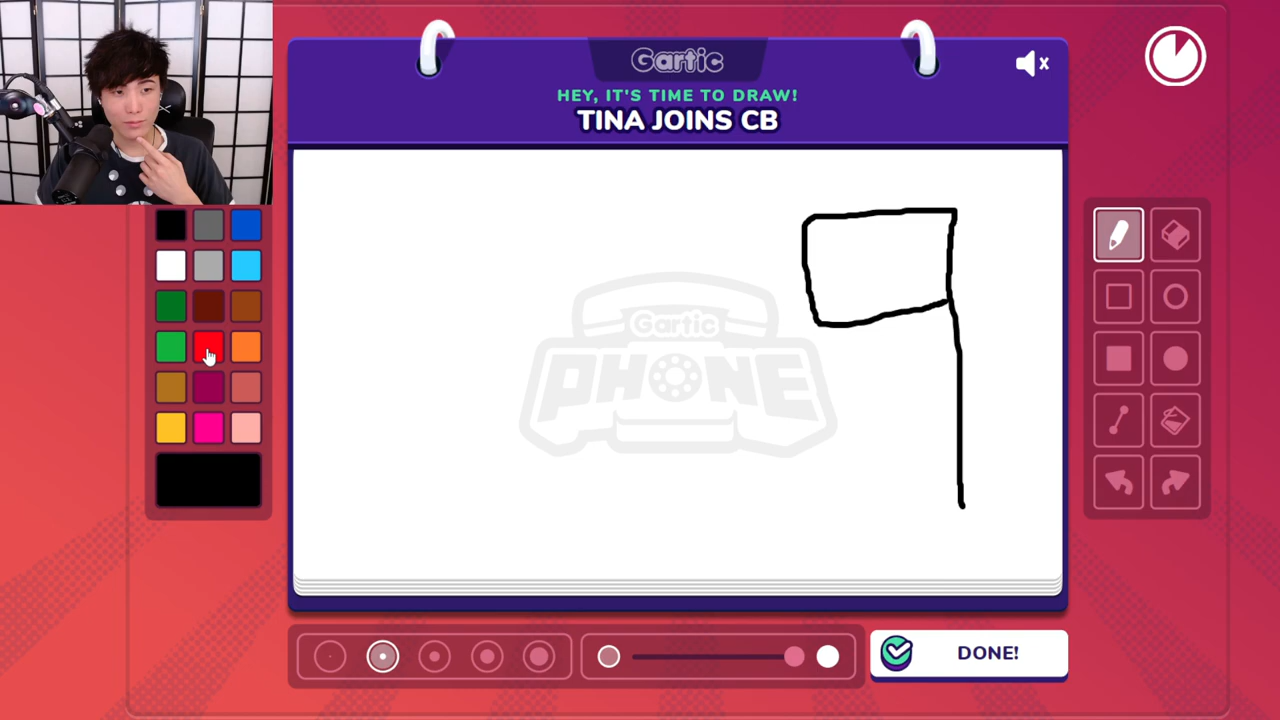 Gartic
HEY, IT'S TIME TO DRAW!
TINA JOINS CB
Gartic
PHONE
DONE!